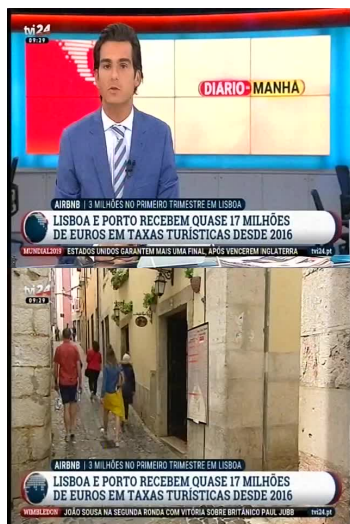 tvi24
09:29
DIÁRIO DA MANHÃ
AIRBNB | 3 MILHÕES NO PRIMEIRO TRIMESTRE EM LISBOA
LISBOA E PORTO RECEBEM QUASE 17 MILHÕES
DE EUROS EM TAXAS TURÍSTICAS DESDE 2016
MUNDIAL2019 ESTADOS UNIDOS GARANTEM MAIS UMA FINAL, APÓS VENCEREM INGLATERRA tvi24.pt
tvi24
09:29
AIRBNB | 3 MILHÕES NO PRIMEIRO TRIMESTRE EM LISBOA
LISBOA E PORTO RECEBEM QUASE 17 MILHÕES
DE EUROS EM TAXAS TURÍSTICAS DESDE 2016
WIMBLEDON JOÃO SOUSA NA SEGUNDA RONDA COM VITÓRIA SOBRE BRITÂNICO PAUL JUBB tvi24.pt